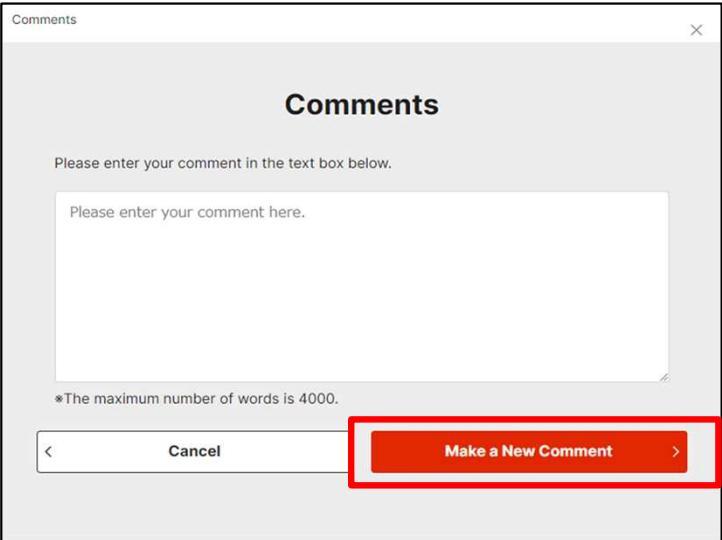 Comments
Comments
Please enter your comment in the text box below.
Please enter your comment here.
※The maximum number of words is 4000.
Cancel
Make a New Comment